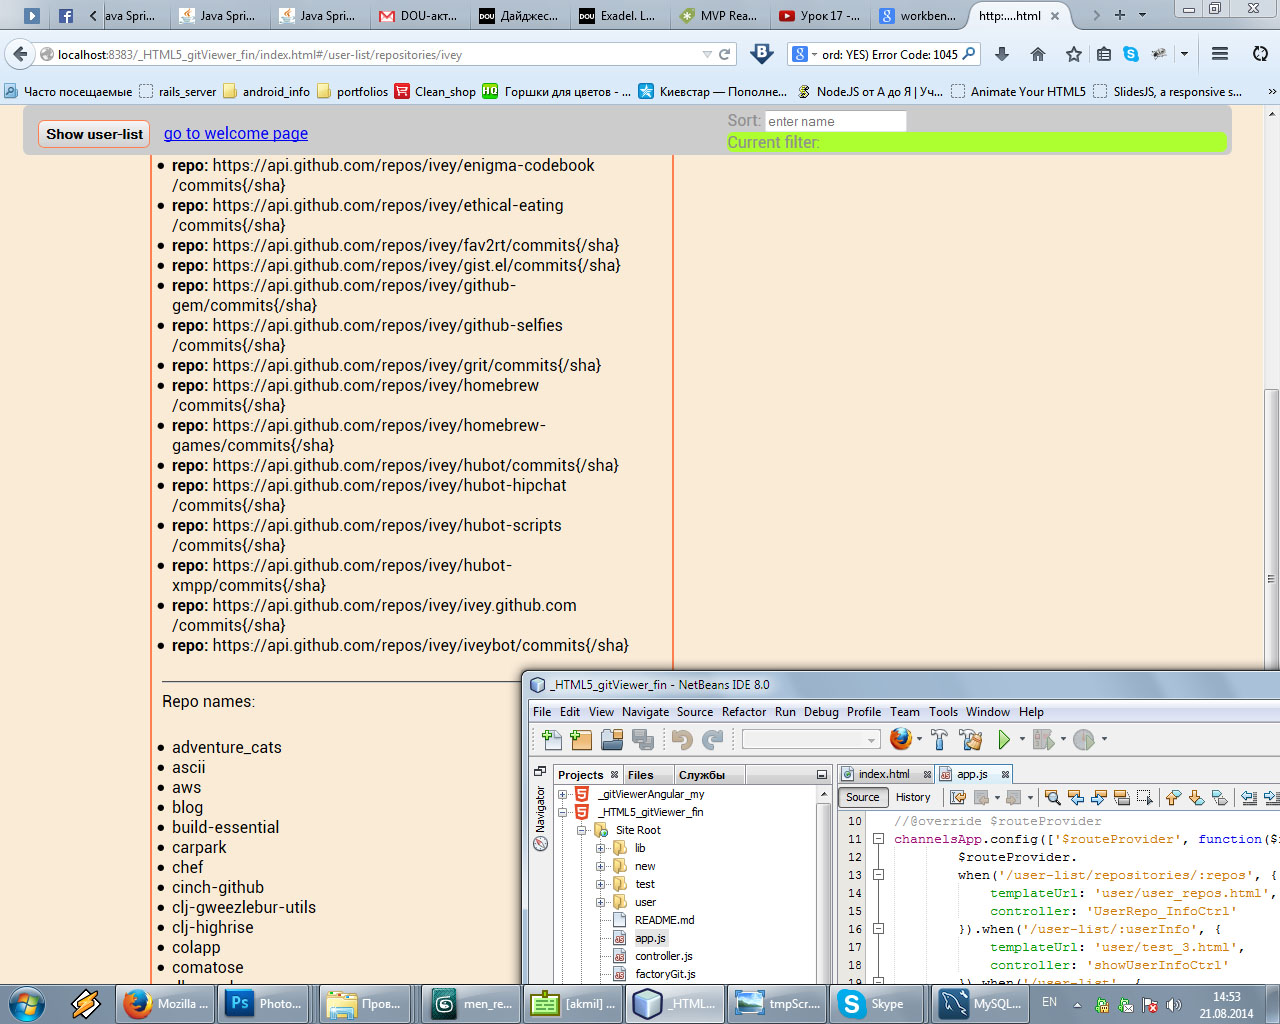 ava Spri...
Java Spri...
Java Spri...
DOU-акт...
Дайджес...
Exadel. L...
MVP Rea...
Урок 17 -...
workben...
http:....html
localhost:8383/_HTML5_gitViewer_fin/index.html#/user-list/repositories/ivey
ord: YES) Error Code: 1045
Часто посещаемые
rails_server
android_info
portfolios
Clean_shop
Горшки для цветов - ...
Киевстар — Пополне...
Node.JS от А до Я | Уч...
Animate Your HTML5
SlidesJS, a responsive s...
Show user-list
go to welcome page
Sort: enter name
Current filter:
repo: https://api.github.com/repos/ivey/enigma-codebook
/commits{/sha}
repo: https://api.github.com/repos/ivey/ethical-eating
/commits{/sha}
repo: https://api.github.com/repos/ivey/fav2rt/commits{/sha}
repo: https://api.github.com/repos/ivey/gist.el/commits{/sha}
repo: https://api.github.com/repos/ivey/github-
gem/commits{/sha}
repo: https://api.github.com/repos/ivey/github-selfies
/commits{/sha}
repo: https://api.github.com/repos/ivey/grit/commits{/sha}
repo: https://api.github.com/repos/ivey/homebrew
/commits{/sha}
repo: https://api.github.com/repos/ivey/homebrew-
games/commits{/sha}
repo: https://api.github.com/repos/ivey/hubot/commits{/sha}
repo: https://api.github.com/repos/ivey/hubot-hipchat
/commits{/sha}
repo: https://api.github.com/repos/ivey/hubot-scripts
/commits{/sha}
repo: https://api.github.com/repos/ivey/hubot-
xmpp/commits{/sha}
repo: https://api.github.com/repos/ivey/ivey.github.com
/commits{/sha}
repo: https://api.github.com/repos/ivey/iveybot/commits{/sha}
Repo names:
adventure_cats
ascii
aws
blog
build-essential
carpark
chef
cinch-github
clj-gweezlebur-utils
clj-highrise
colapp
comatose
_HTML5_gitViewer_fin - NetBeans IDE 8.0
File Edit View Navigate Source Refactor Run Debug Profile Team Tools Window Help
Projects
Files
Службы
index.html
app.js
Navigator
Source
History
_gitViewerAngular_my
_HTML5_gitViewer_fin
Site Root
lib
new
test
user
README.md
app.js
controller.js
factoryGit.js
10 //@override $routeProvider
11 channelsApp.config(['$routeProvider', function($
12 $routeProvider.
13 when('/user-list/repositories/:repos', {
14 templateUrl: 'user/user_repos.html',
15 controller: 'UserRepo_InfoCtrl'
16 }).when('/user-list/:userInfo', {
17 templateUrl: 'user/test_3.html',
18 controller: 'showUserInfoCtrl'
19 }).when('/user-list', {
Mozilla ...
Photo...
Пров...
men_re...
[akmil] ...
_HTML...
tmpScr...
Skype
MySQL...
EN
14:53
21.08.2014